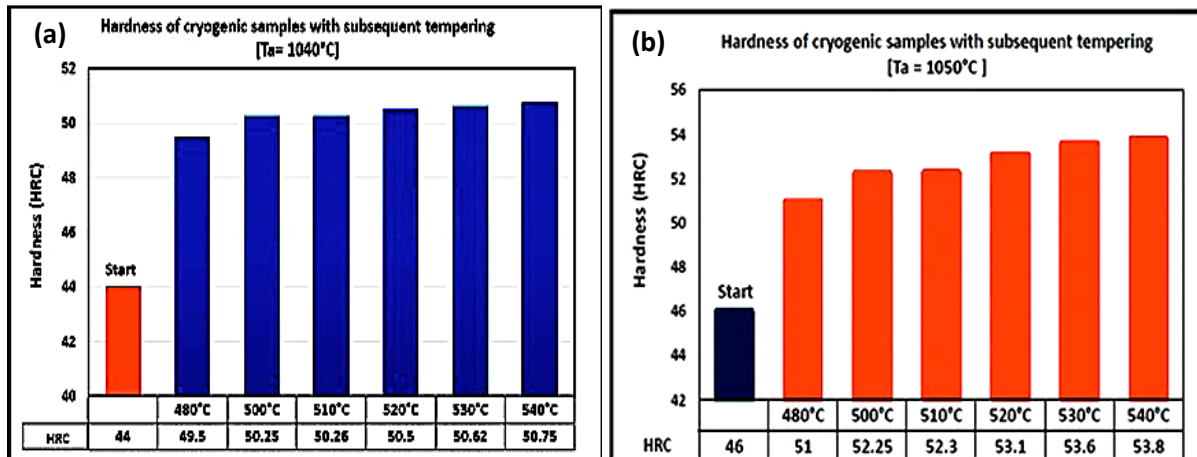 (a)
Hardness of cryogenic samples with subsequent tempering
[Ta= 1040°C]
Hardness (HRC)
52
50
48
46
44
42
40
Start
480°C 500°C 510°C 520°C 530°C 540°C
HRC 44 49.5 50.25 50.26 50.5 50.62 50.75
(b)
Hardness of cryogenic samples with subsequent tempering
[Ta = 1050°C ]
Hardness (HRC)
56
54
52
50
48
46
44
42
Start
480°C 500°C 510°C 520°C 530°C 540°C
HRC 46 51 52.25 52.3 53.1 53.6 53.8